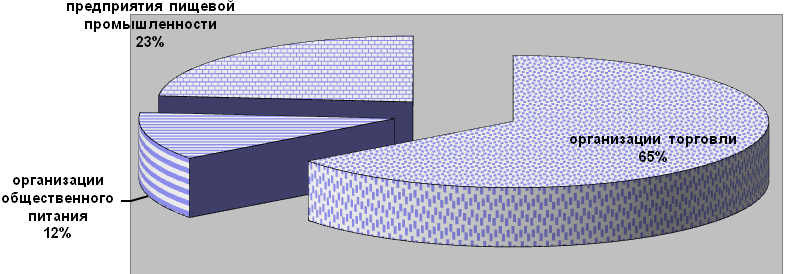 предприятия пищевой
промышленности
23%
организации торговли
65%
организации
общественного
питания
12%